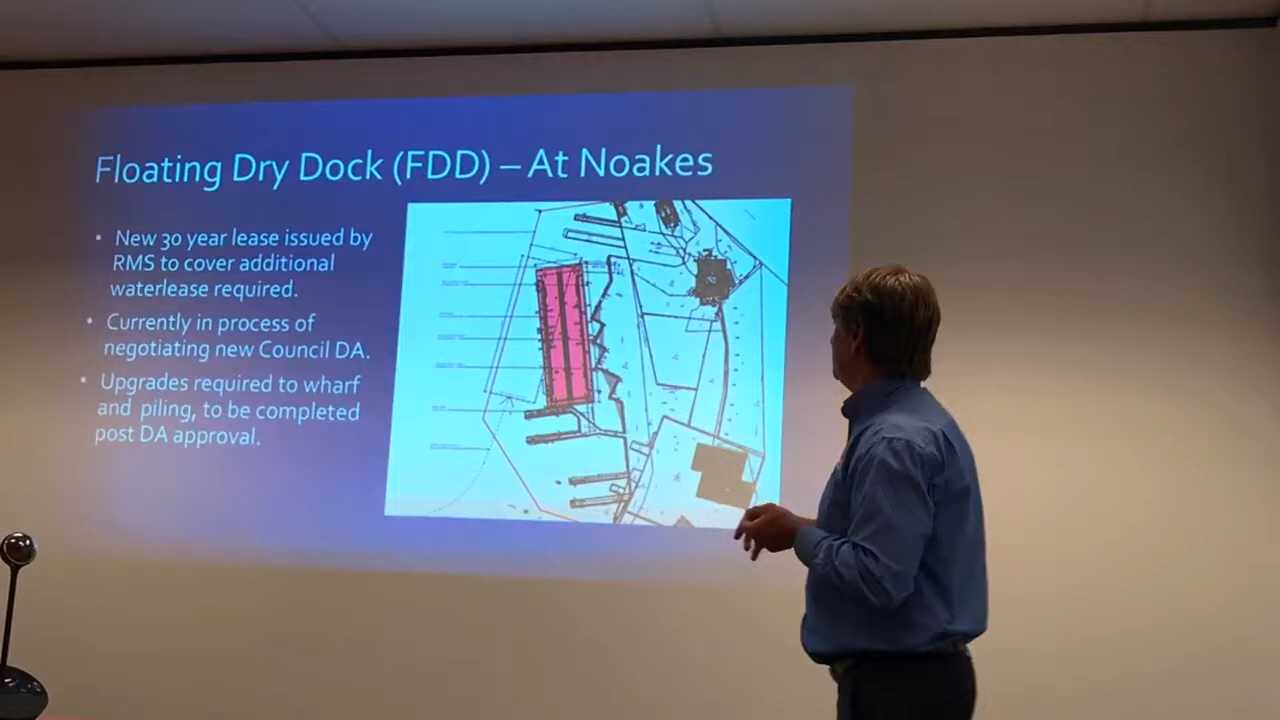 Floating Dry Dock (FDD) – At Noakes
• New 30 year lease issued by
RMS to cover additional
waterlease required.
• Currently in process of
negotiating new Council DA.
• Upgrades required to wharf
and piling, to be completed
post DA approval.